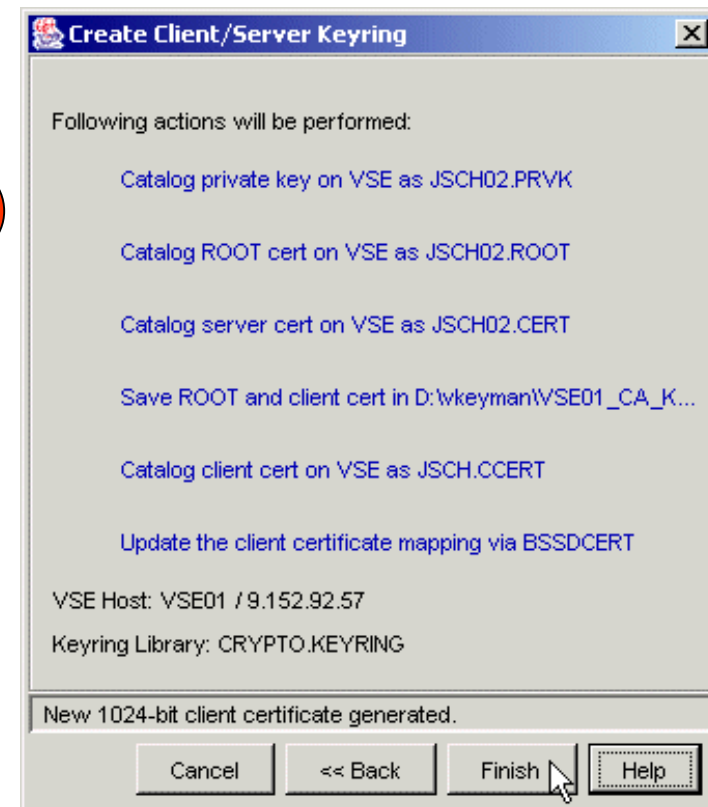 Create Client/Server Keyring
Following actions will be performed:
Catalog private key on VSE as JSCH02.PRVK
Catalog ROOT cert on VSE as JSCH02.ROOT
Catalog server cert on VSE as JSCH02.CERT
Save ROOT and client cert in D:\vkeyman\VSE01_CA_K...
Catalog client cert on VSE as JSCH.CCERT
Update the client certificate mapping via BSSDCERT
VSE Host: VSE01 / 9.152.92.57
Keyring Library: CRYPTO.KEYRING
New 1024-bit client certificate generated.
Cancel << Back Finish Help